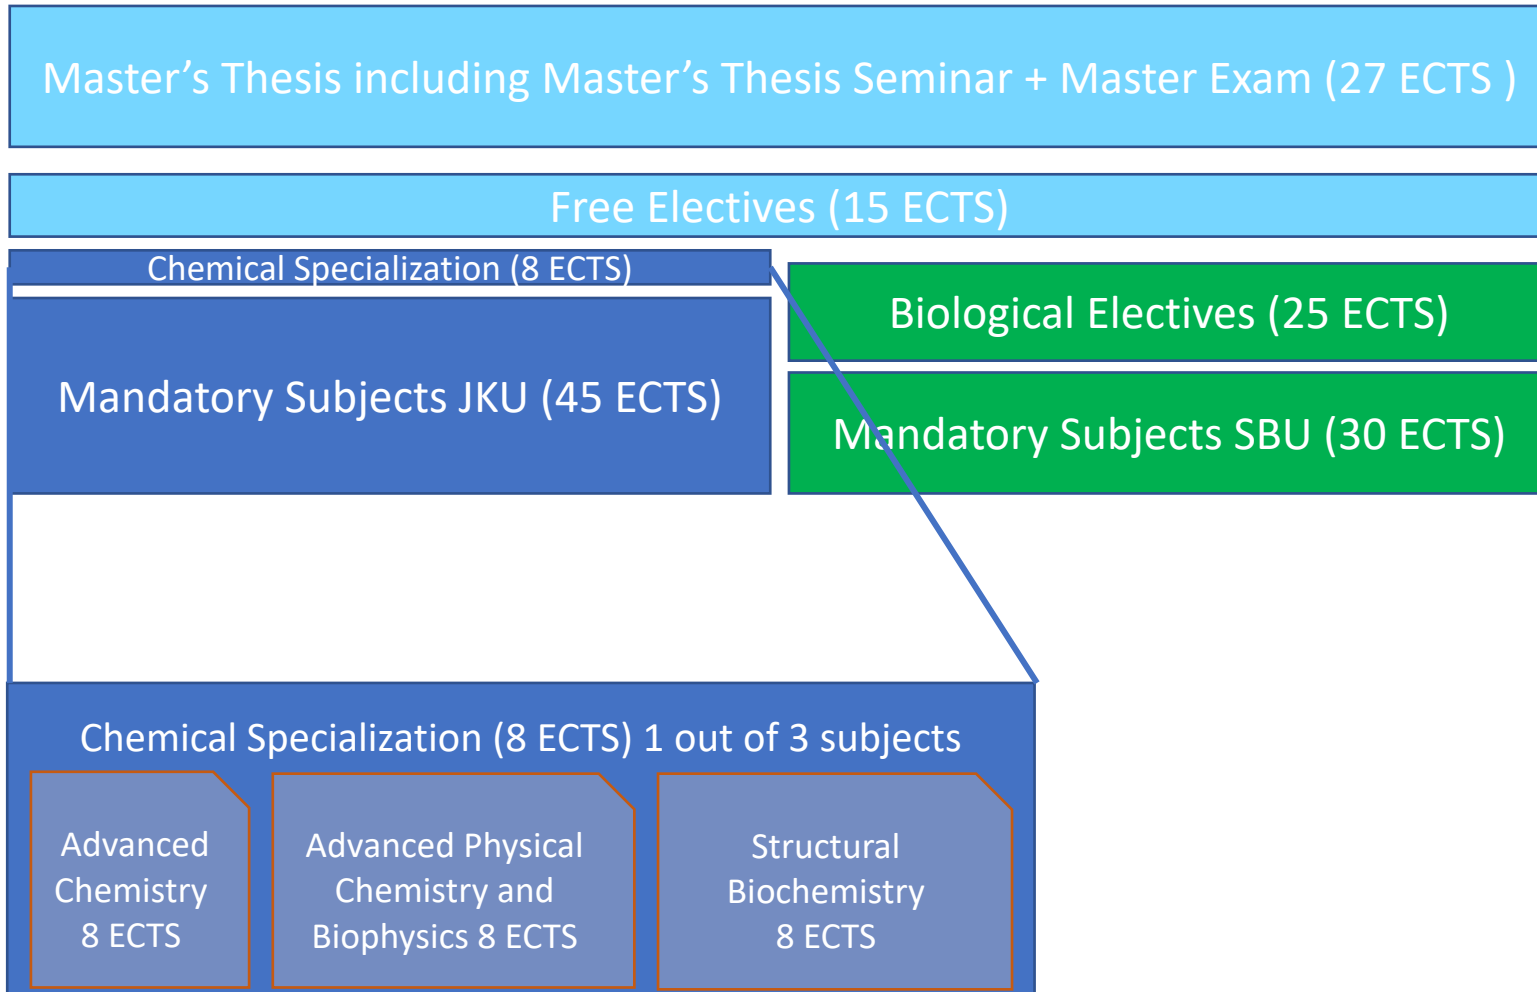 Master’s Thesis including Master’s Thesis Seminar + Master Exam (27 ECTS )
Free Electives (15 ECTS)
Chemical Specialization (8 ECTS)
Mandatory Subjects JKU (45 ECTS)
Biological Electives (25 ECTS)
Mandatory Subjects SBU (30 ECTS)
Chemical Specialization (8 ECTS) 1 out of 3 subjects
Advanced
Chemistry
8 ECTS
Advanced Physical
Chemistry and
Biophysics 8 ECTS
Structural
Biochemistry
8 ECTS